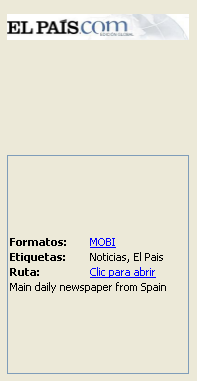 EL PAÍS.com
EDICIÓN GLOBAL
Formatos: MOBI
Etiquetas: Noticias, El Pais
Ruta: Clic para abrir
Main daily newspaper from Spain